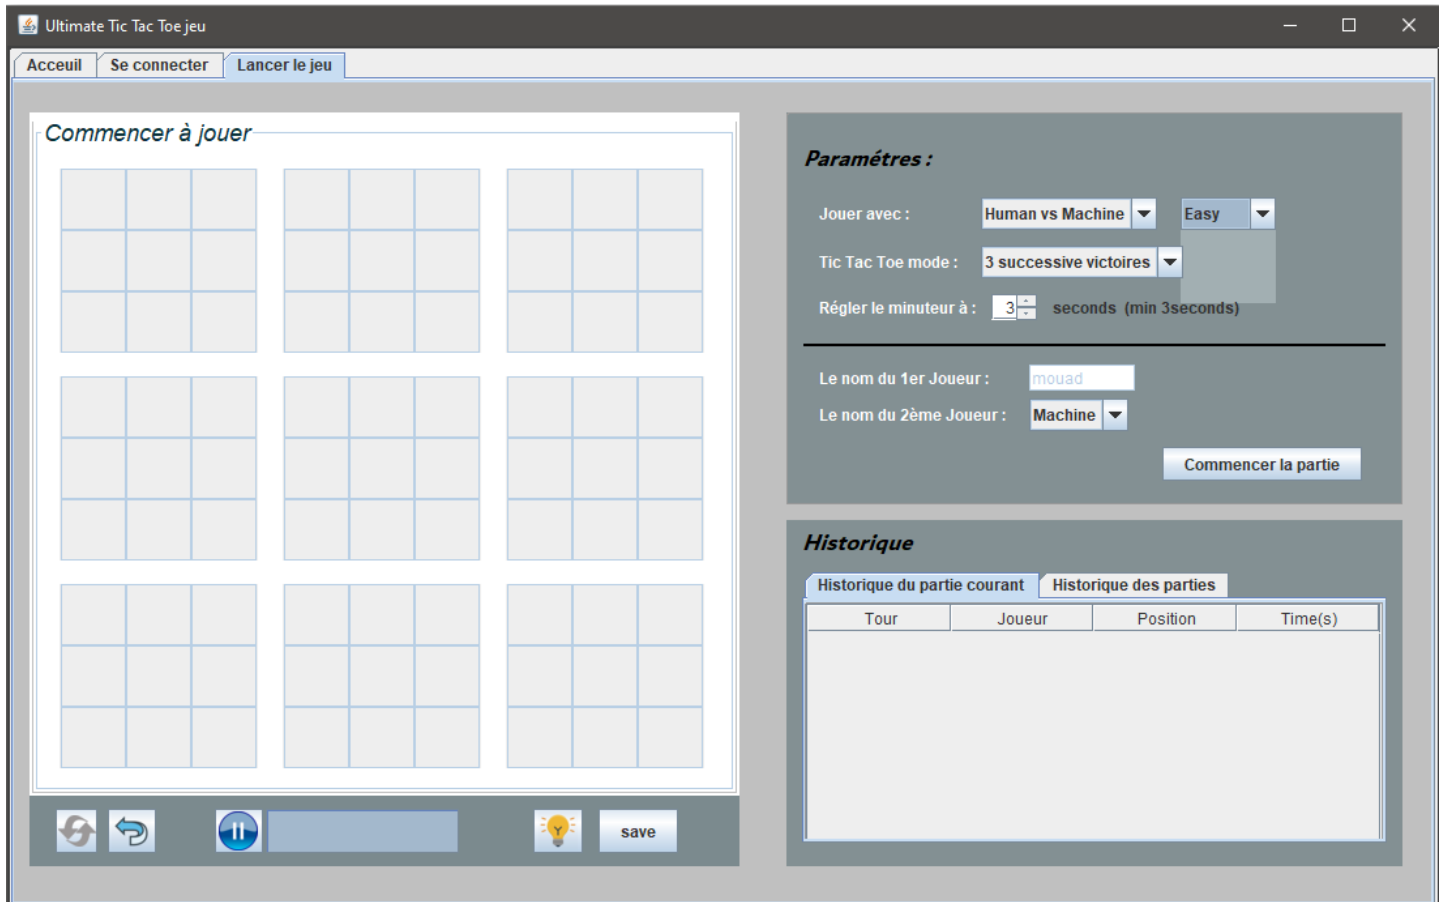 Ultimate Tic Tac Toe jeu
Acceuil Se connecter Lancer le jeu
Commencer à jouer
Paramétres :
Jouer avec : Human vs Machine Easy
Tic Tac Toe mode : 3 successive victoires
Régler le minuteur à : 3 seconds (min 3seconds)
Le nom du 1er Joueur : mouad
Le nom du 2ème Joueur : Machine
Commencer la partie
Historique
Historique du partie courant Historique des parties
Tour Joueur Position Time(s)
save